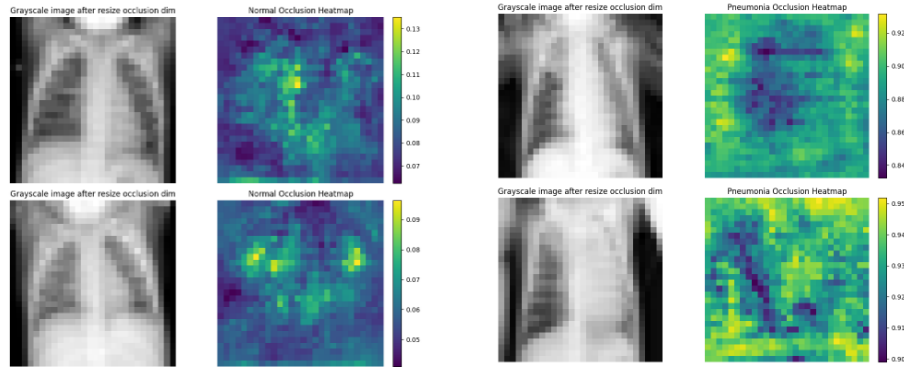 Grayscale image after resize occlusion dim
Normal Occlusion Heatmap
0.13
0.12
0.11
0.10
0.09
0.08
0.07
Grayscale image after resize occlusion dim
Pneumonia Occlusion Heatmap
0.92
0.90
0.88
0.86
0.84
Grayscale image after resize occlusion dim
Normal Occlusion Heatmap
0.09
0.08
0.07
0.06
0.05
Grayscale image after resize occlusion dim
Pneumonia Occlusion Heatmap
0.95
0.94
0.93
0.92
0.91
0.90